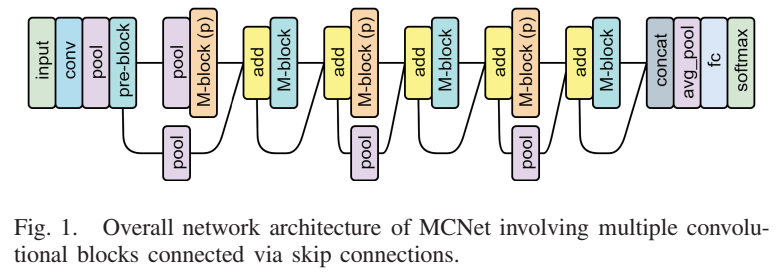 input
conv
pool
pre-block
pool
M-block (p)
add
M-block
add
M-block (p)
add
M-block
add
M-block (p)
add
M-block
concat
avg_pool
fc
softmax
pool
pool
pool
Fig. 1. Overall network architecture of MCNet involving multiple convolu-
tional blocks connected via skip connections.